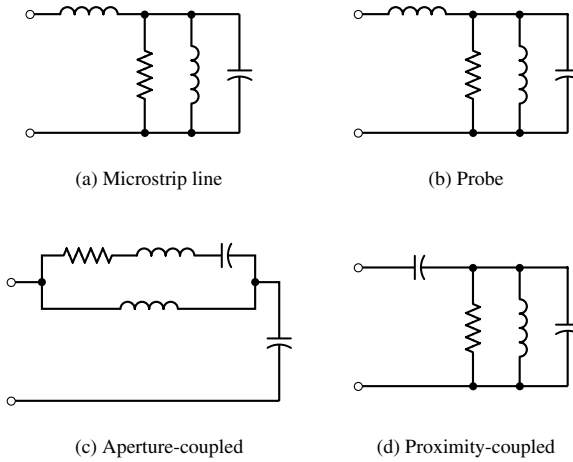 (a) Microstrip line
(b) Probe
(c) Aperture-coupled
(d) Proximity-coupled